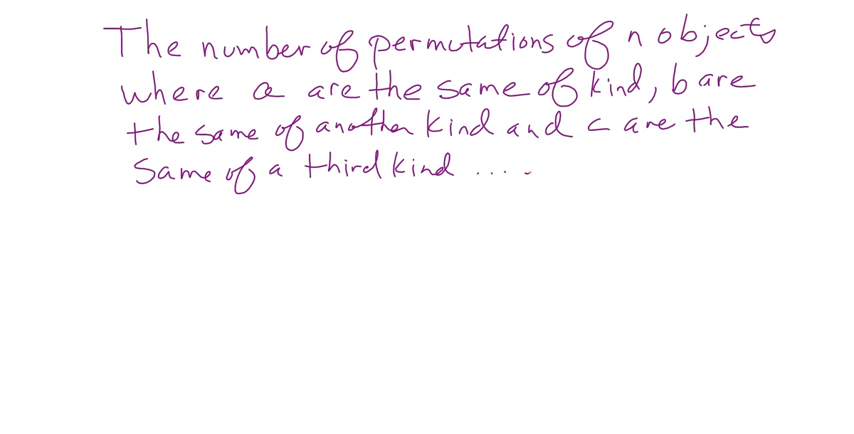 The number of permutations of n objects
where a are the same of kind, b are
the same of another kind and c are the
same of a third kind .....